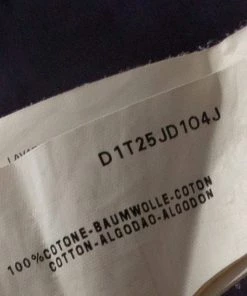 D1T25JD104J
100%COTONE-BAUMWOLLE-COTON
COTTON-ALGODAO-ALGODON